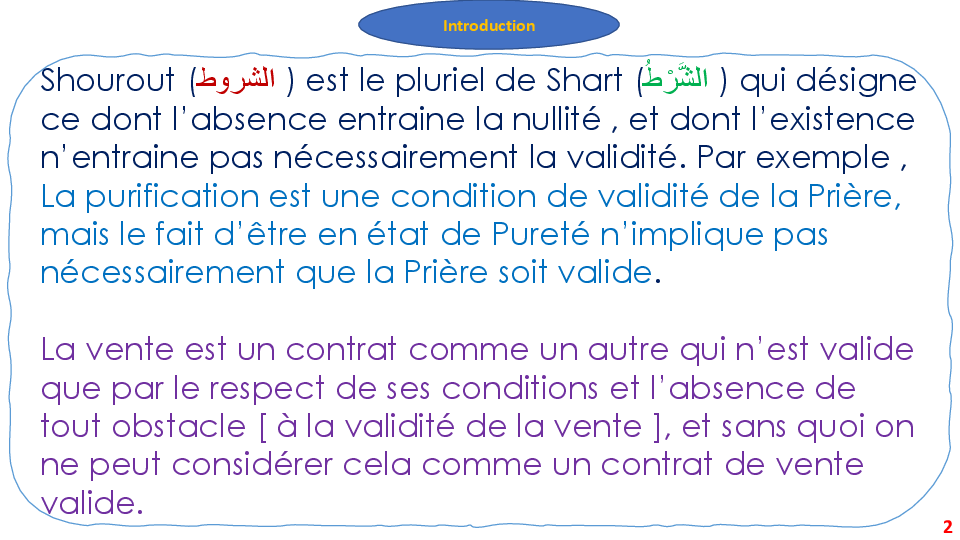 Introduction
Shourout (الشروط ) est le pluriel de Shart (الشَّرْطُ ) qui désigne
ce dont l’absence entraine la nullité , et dont l’existence
n’entraine pas nécessairement la validité. Par exemple ,
La purification est une condition de validité de la Prière,
mais le fait d’être en état de Pureté n’implique pas
nécessairement que la Prière soit valide.
La vente est un contrat comme un autre qui n’est valide
que par le respect de ses conditions et l’absence de
tout obstacle [ à la validité de la vente ], et sans quoi on
ne peut considérer cela comme un contrat de vente
valide.
2